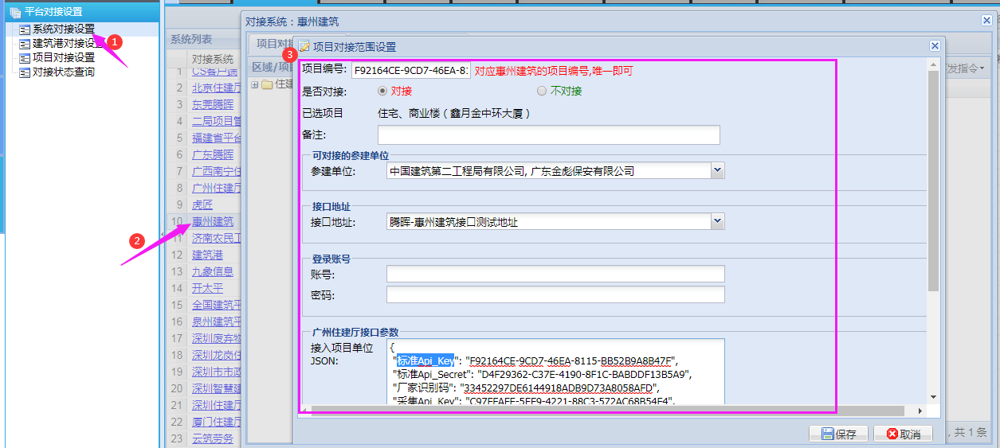 平台对接设置
系统对接设置
1
建筑港对接设置
项目对接设置
对接状态查询
系统列表
对接系统
1 CS客户端
2 北京住建厅
3 东莞腾晖
4 二局项目管
5 福建省平台
6 广东腾晖
7 广西南宁住
8 广州住建厅
9 虎匠
10 惠州建筑
2
11 济南农民工
12 建筑港
13 九象信息
14 开太平
15 全国建筑平
16 泉州建筑平
17 深圳废弃物
18 深圳龙岗住
19 深圳市市政
20 深圳智慧建
21 深圳住建厅
22 厦门住建厅
23 云筑劳务
对接系统：惠州建筑
项目对接
区域/项目
住建
发指令
3
项目对接范围设置
项目编号: F92164CE-9CD7-46EA-81 对应惠州建筑的项目编号,唯一即可
是否对接: 对接 不对接
已选项目 住宅、商业楼（鑫月金中环大厦）
备注:
可对接的参建单位
参建单位: 中国建筑第二工程局有限公司, 广东金彪保安有限公司
接口地址
接口地址: 腾晖-惠州建筑接口测试地址
登录账号
账号:
密码:
广州住建厅接口参数
接入项目单位
JSON:
{
"标准Api_Key": "F92164CE-9CD7-46EA-8115-BB52B9A8B47F",
"标准Api_Secret": "D4F29362-C37E-4190-8F1C-BABDDF13B5A9",
"厂家识别码": "33452297DE6144918ADB9D73A8058AFD",
"采集Api_Key": "C97FFAFF-5FF9-4221-88C3-572AC68B54F4",
保存 取消
, 共 1 条